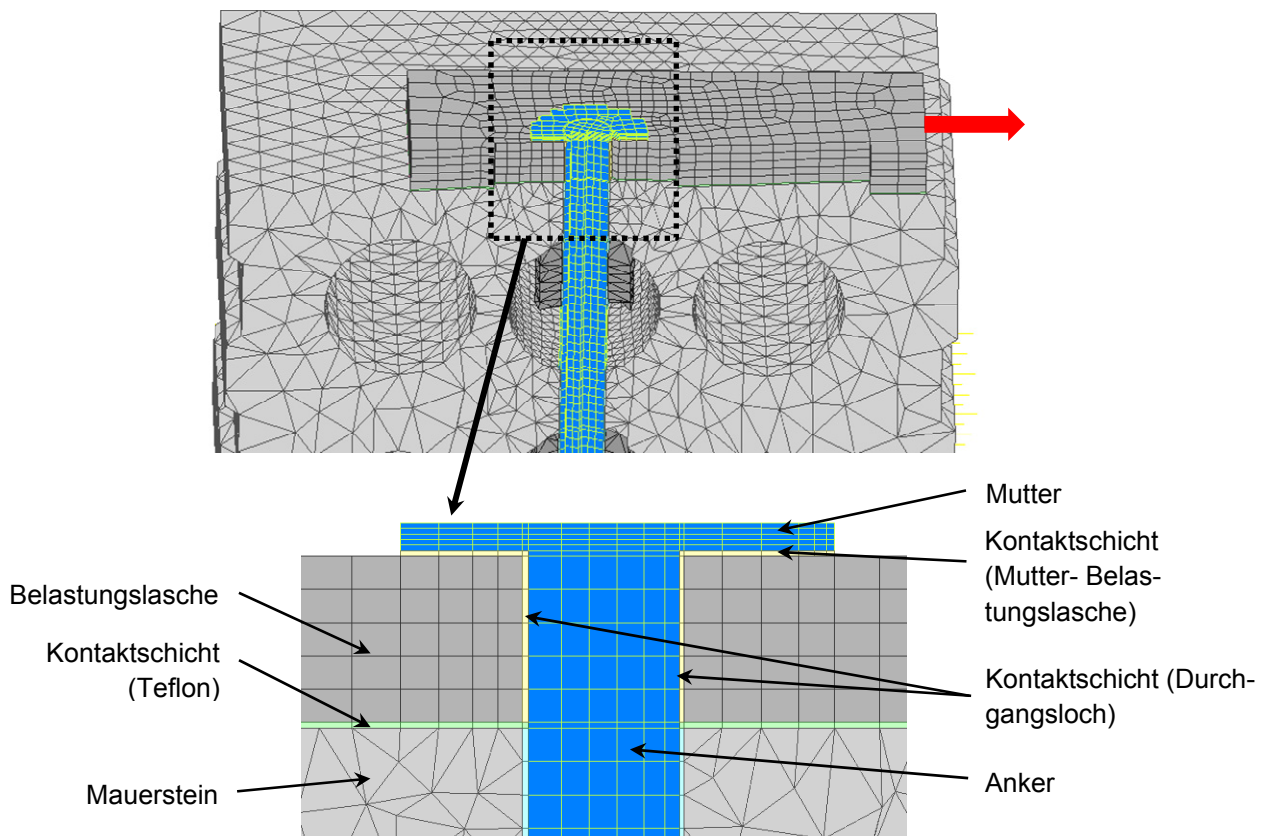 Mutter
Kontaktschicht
(Mutter- Belas-
tungslasche)
Belastungslasche
Kontaktschicht
(Teflon)
Kontaktschicht (Durch-
gangsloch)
Mauerstein
Anker